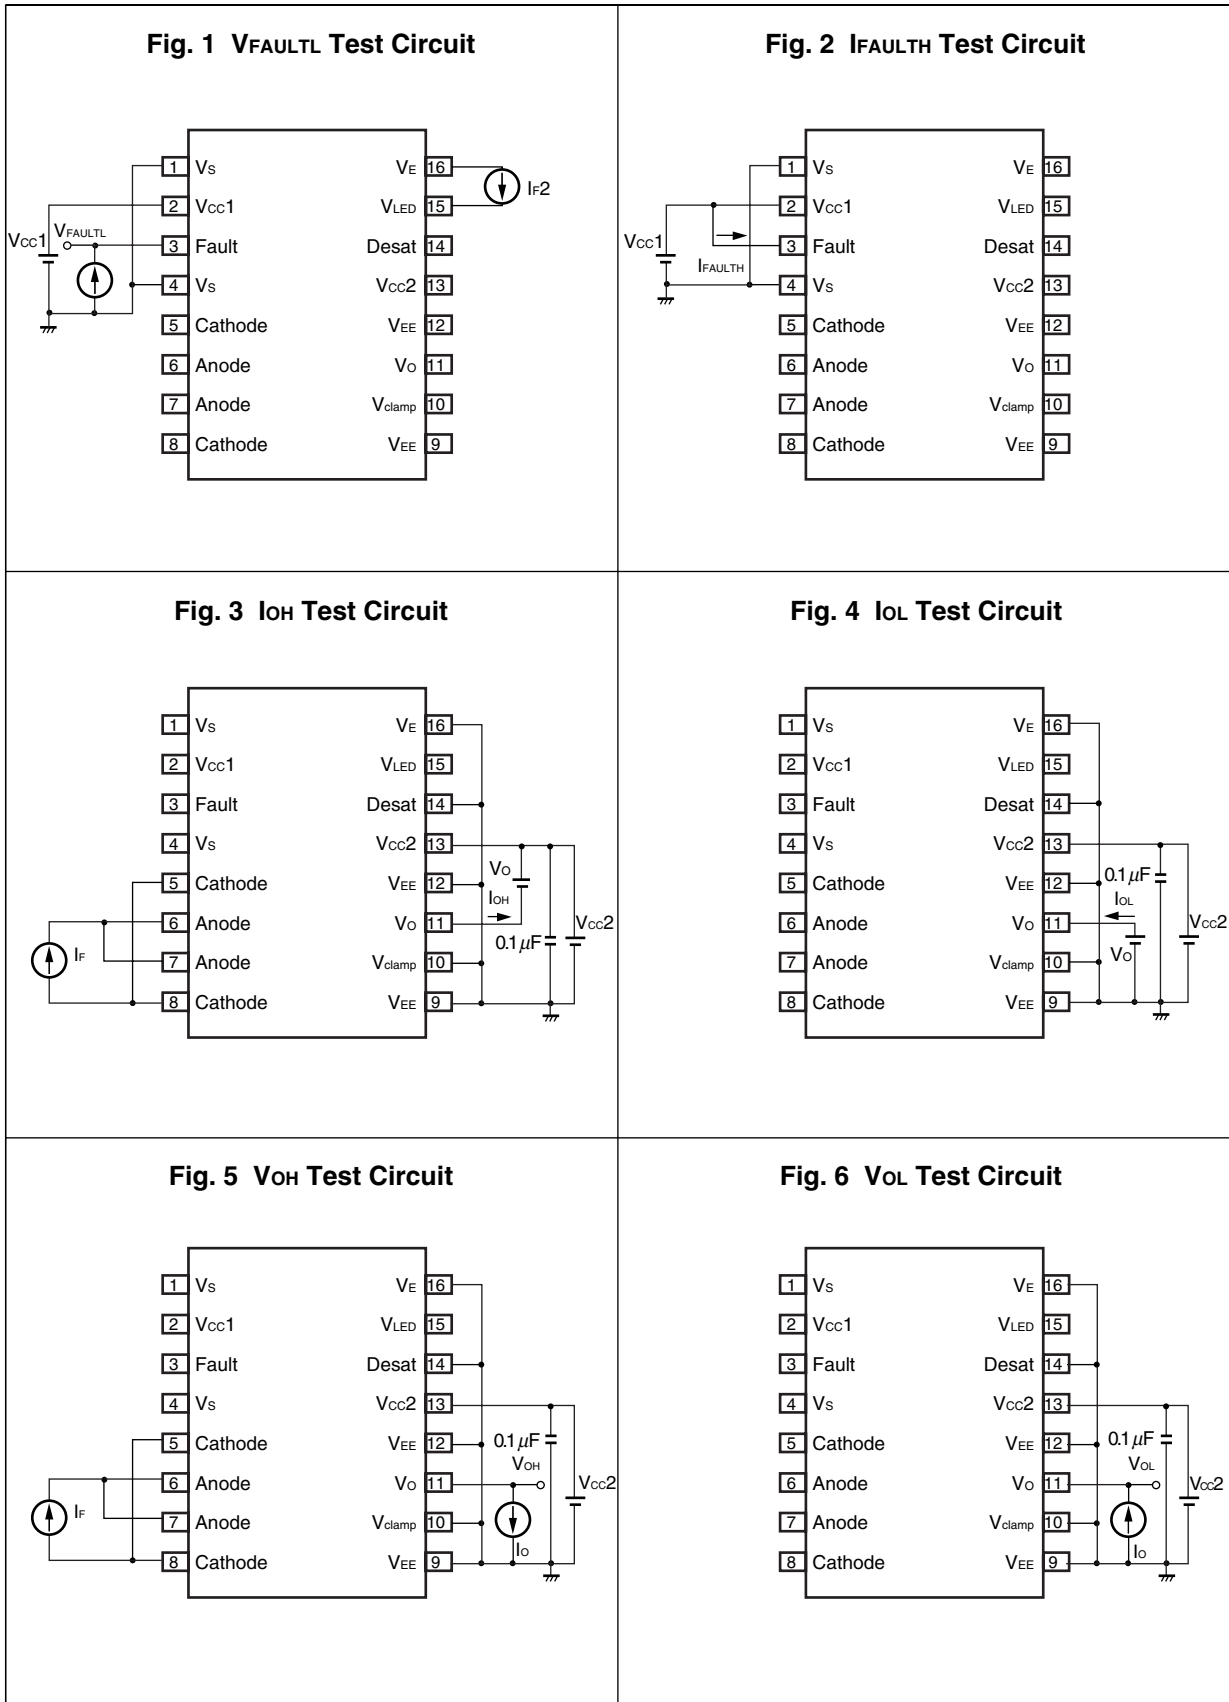 Fig. 1 VFAULTL Test Circuit
1 VS VE 16
2 VCC1 VLED 15
3 Fault Desat 14
4 VS VCC2 13
5 Cathode VEE 12
6 Anode VO 11
7 Anode Vclamp 10
8 Cathode VEE 9
VCC1
VFAULTL
IF2
Fig. 2 IFAULTH Test Circuit
1 VS VE 16
2 VCC1 VLED 15
3 Fault Desat 14
4 VS VCC2 13
5 Cathode VEE 12
6 Anode VO 11
7 Anode Vclamp 10
8 Cathode VEE 9
VCC1
IFAULTH
Fig. 3 IOH Test Circuit
1 VS VE 16
2 VCC1 VLED 15
3 Fault Desat 14
4 VS VCC2 13
5 Cathode VEE 12
6 Anode VO 11
7 Anode Vclamp 10
8 Cathode VEE 9
IF
VO
IOH
0.1 µF
VCC2
Fig. 4 IOL Test Circuit
1 VS VE 16
2 VCC1 VLED 15
3 Fault Desat 14
4 VS VCC2 13
5 Cathode VEE 12
6 Anode VO 11
7 Anode Vclamp 10
8 Cathode VEE 9
0.1 µF
IOL
VO
VCC2
Fig. 5 VOH Test Circuit
1 VS VE 16
2 VCC1 VLED 15
3 Fault Desat 14
4 VS VCC2 13
5 Cathode VEE 12
6 Anode VO 11
7 Anode Vclamp 10
8 Cathode VEE 9
IF
0.1 µF
VOH
IO
VCC2
Fig. 6 VOL Test Circuit
1 VS VE 16
2 VCC1 VLED 15
3 Fault Desat 14
4 VS VCC2 13
5 Cathode VEE 12
6 Anode VO 11
7 Anode Vclamp 10
8 Cathode VEE 9
0.1 µF
VOL
IO
VCC2